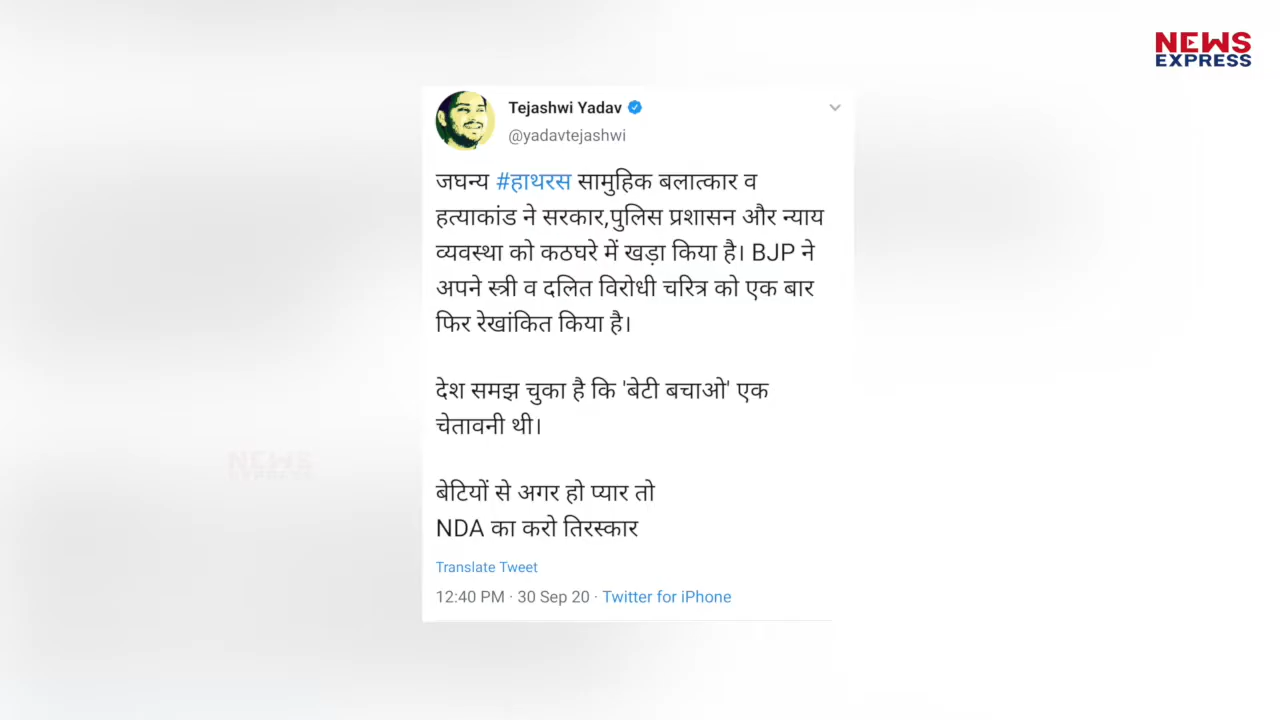 NEWS
EXPRESS
Tejashwi Yadav
@yadavtejashwi
जघन्य #हाथरस सामुहिक बलात्कार व
हत्याकांड ने सरकार,पुलिस प्रशासन और न्याय
व्यवस्था को कठघरे में खड़ा किया है। BJP ने
अपने स्त्री व दलित विरोधी चरित्र को एक बार
फिर रेखांकित किया है।
देश समझ चुका है कि 'बेटी बचाओ' एक
चेतावनी थी।
बेटियों से अगर हो प्यार तो
NDA का करो तिरस्कार
Translate Tweet
12:40 PM · 30 Sep 20 · Twitter for iPhone
NEWS
EXPRESS